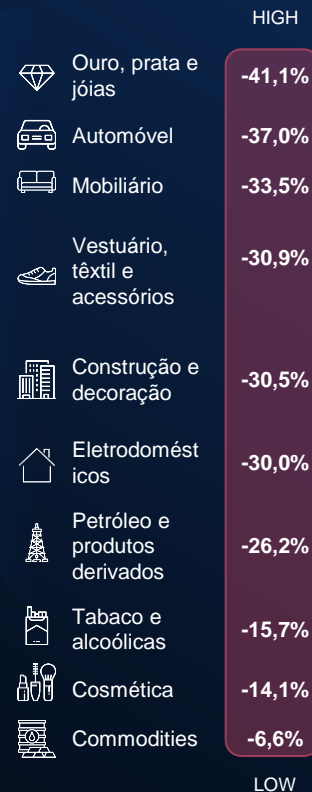 HIGH
Ouro, prata e
jóias
-41,1%
Automóvel
-37,0%
Mobiliário
-33,5%
Vestuário,
têxtil e
acessórios
-30,9%
Construção e
decoração
-30,5%
Eletrodomést
icos
-30,0%
Petróleo e
produtos
derivados
-26,2%
Tabaco e
alcoólicas
-15,7%
Cosmética
-14,1%
Commodities
-6,6%
LOW